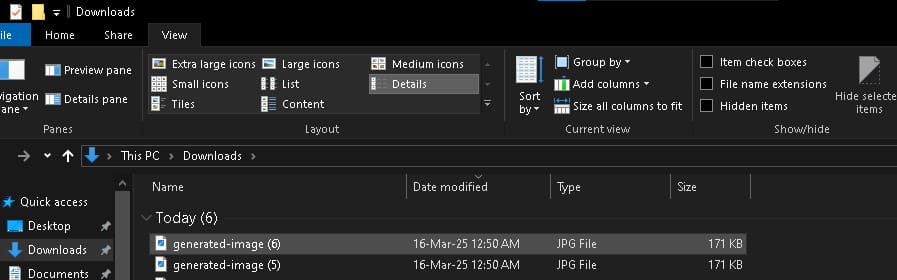 Downloads
File Home Share View
Preview pane
Details pane
Navigation pane
Panes
Extra large icons Large icons Medium icons
Small icons List Details
Tiles Content
Layout
Sort by
Group by
Add columns
Size all columns to fit
Current view
Item check boxes
File name extensions
Hidden items
Hide selecte
items
Show/hide
This PC > Downloads >
Name Date modified Type Size
Quick access
Desktop
Downloads
Documents
Today (6)
generated-image (6) 16-Mar-25 12:50 AM JPG File 171 KB
generated-image (5) 16-Mar-25 12:50 AM JPG File 171 KB